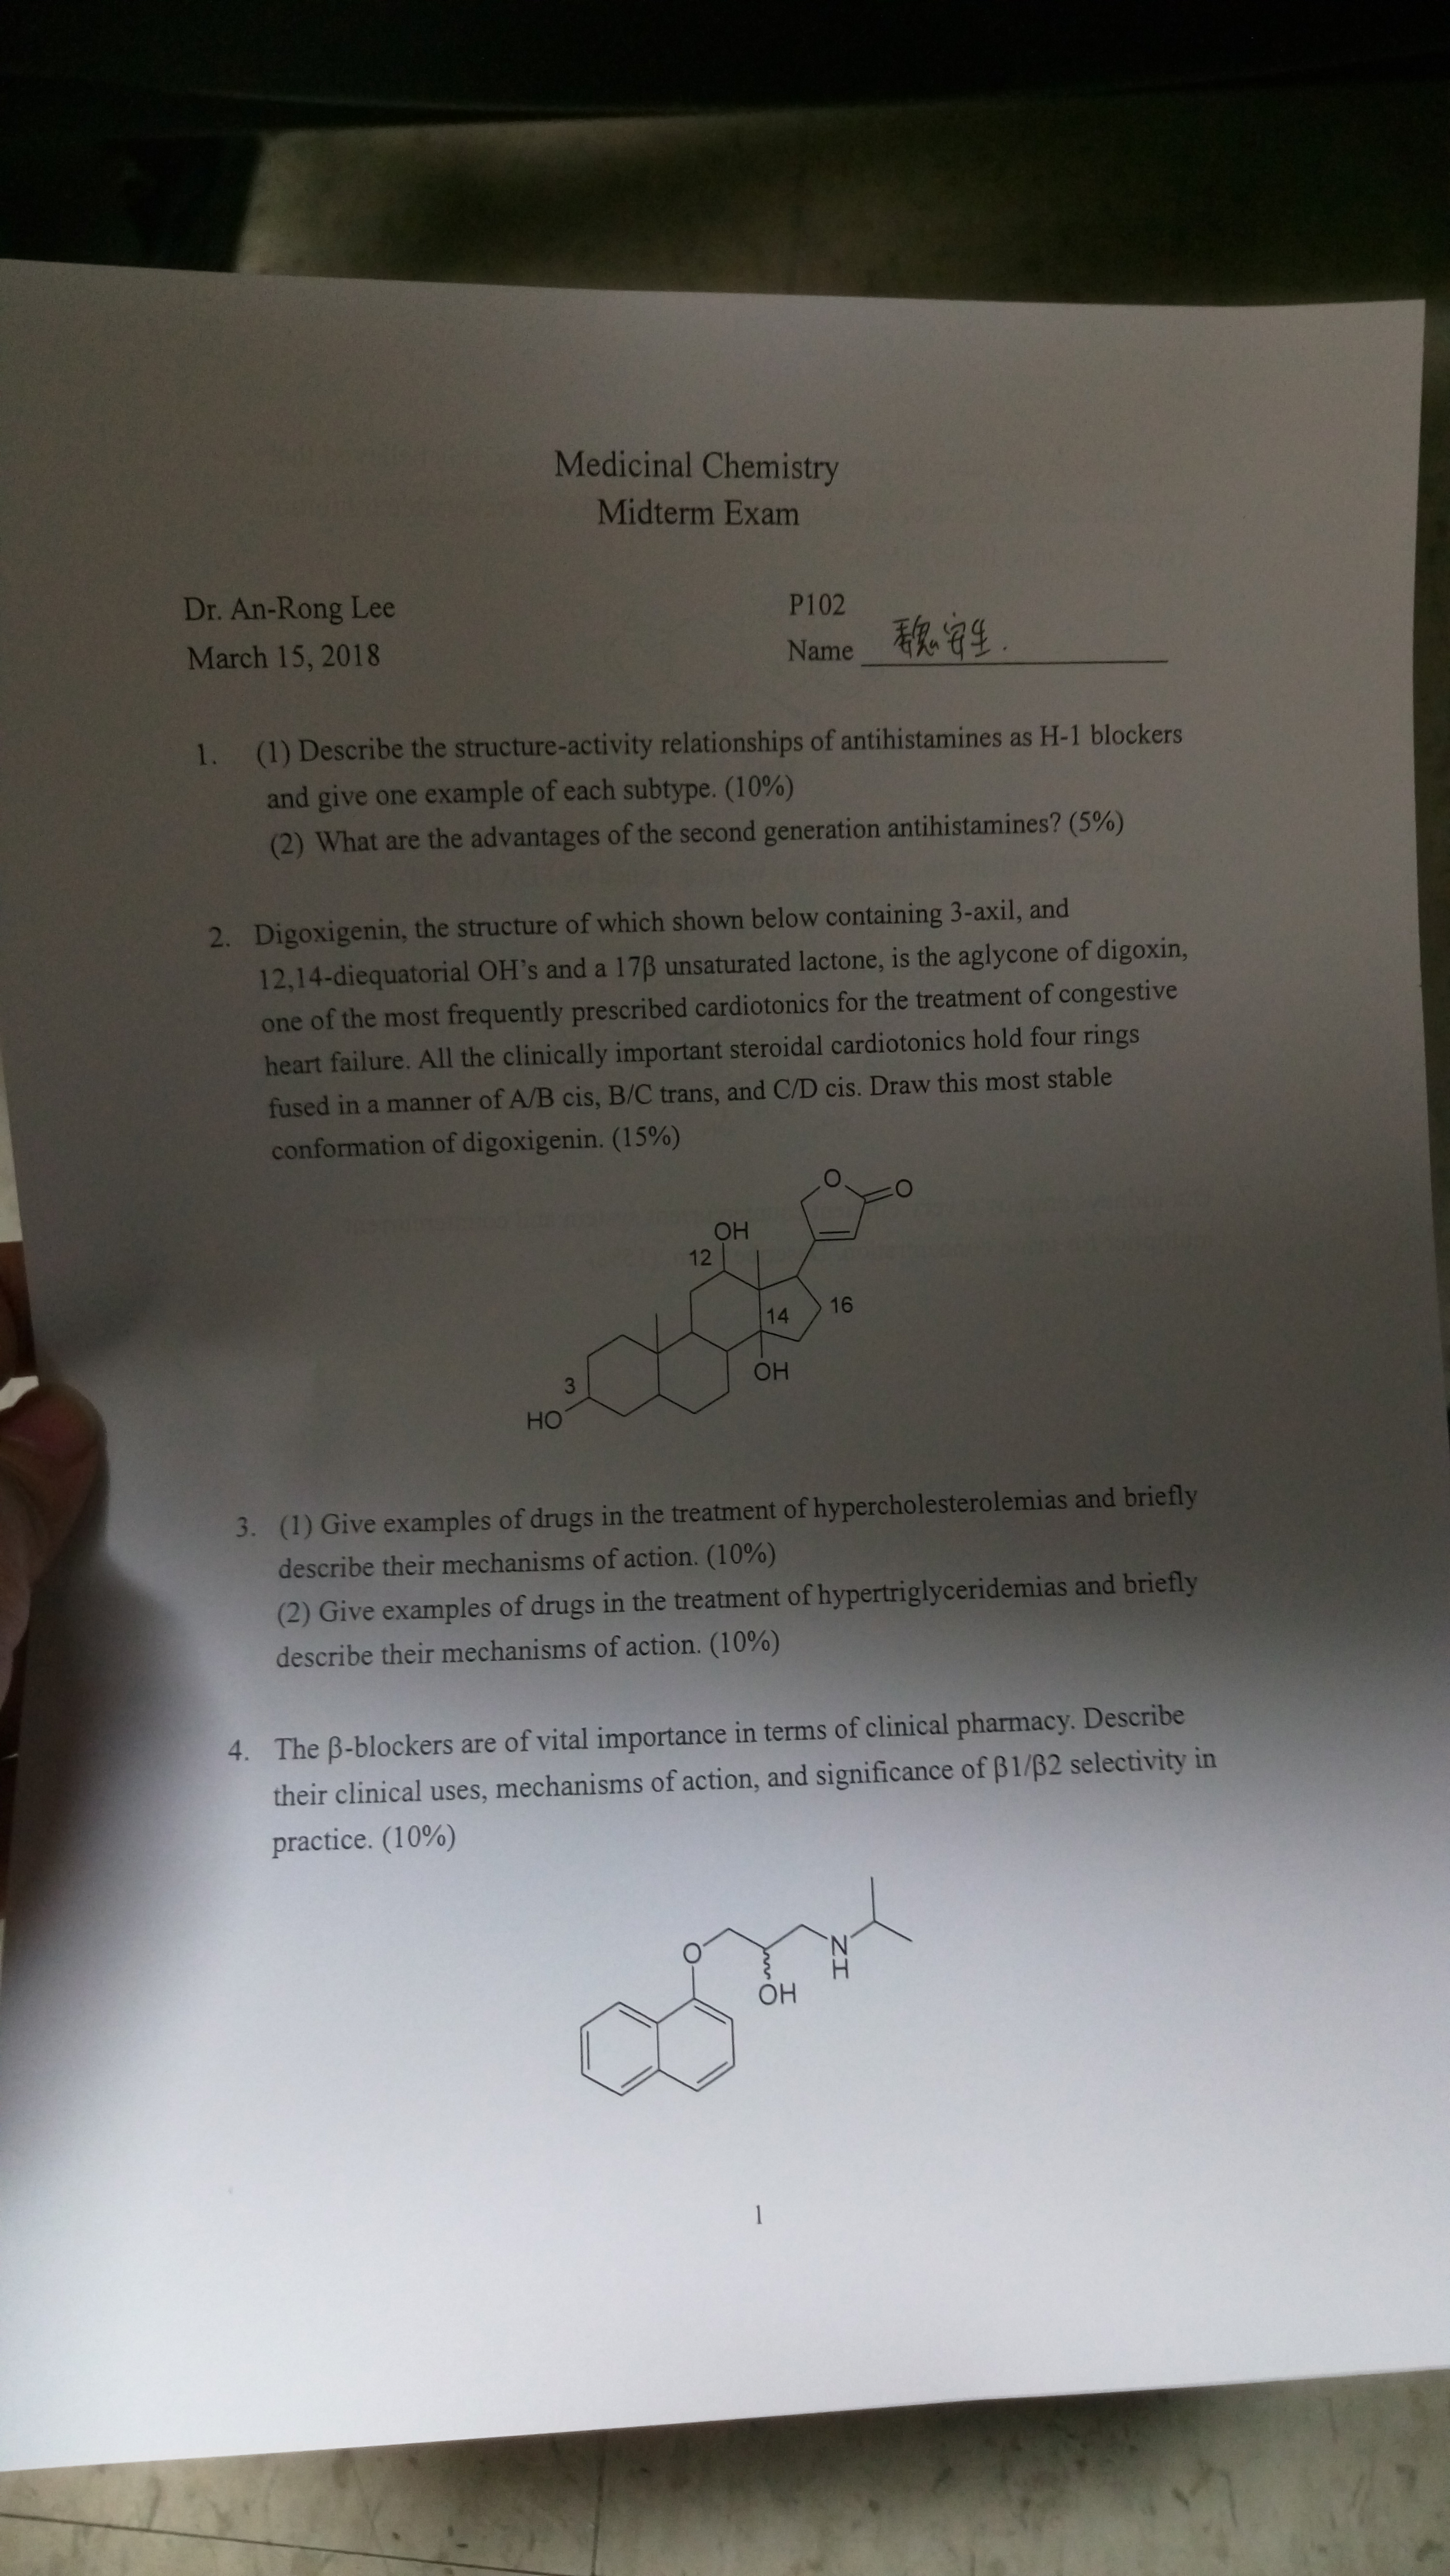 Medicinal Chemistry
Midterm Exam
Dr. An-Rong Lee
P102
March 15, 2018
Name 魏安生.
1. (1) Describe the structure-activity relationships of antihistamines as H-1 blockers
and give one example of each subtype. (10%)
(2) What are the advantages of the second generation antihistamines? (5%)
2. Digoxigenin, the structure of which shown below containing 3-axil, and
12,14-diequatorial OH's and a 17β unsaturated lactone, is the aglycone of digoxin,
one of the most frequently prescribed cardiotonics for the treatment of congestive
heart failure. All the clinically important steroidal cardiotonics hold four rings
fused in a manner of A/B cis, B/C trans, and C/D cis. Draw this most stable
conformation of digoxigenin. (15%)
O
O
OH
12
16
14
OH
3
HO
3. (1) Give examples of drugs in the treatment of hypercholesterolemias and briefly
describe their mechanisms of action. (10%)
(2) Give examples of drugs in the treatment of hypertriglyceridemias and briefly
describe their mechanisms of action. (10%)
4. The β-blockers are of vital importance in terms of clinical pharmacy. Describe
their clinical uses, mechanisms of action, and significance of β1/β2 selectivity in
practice. (10%)
O
N
H
OH
1